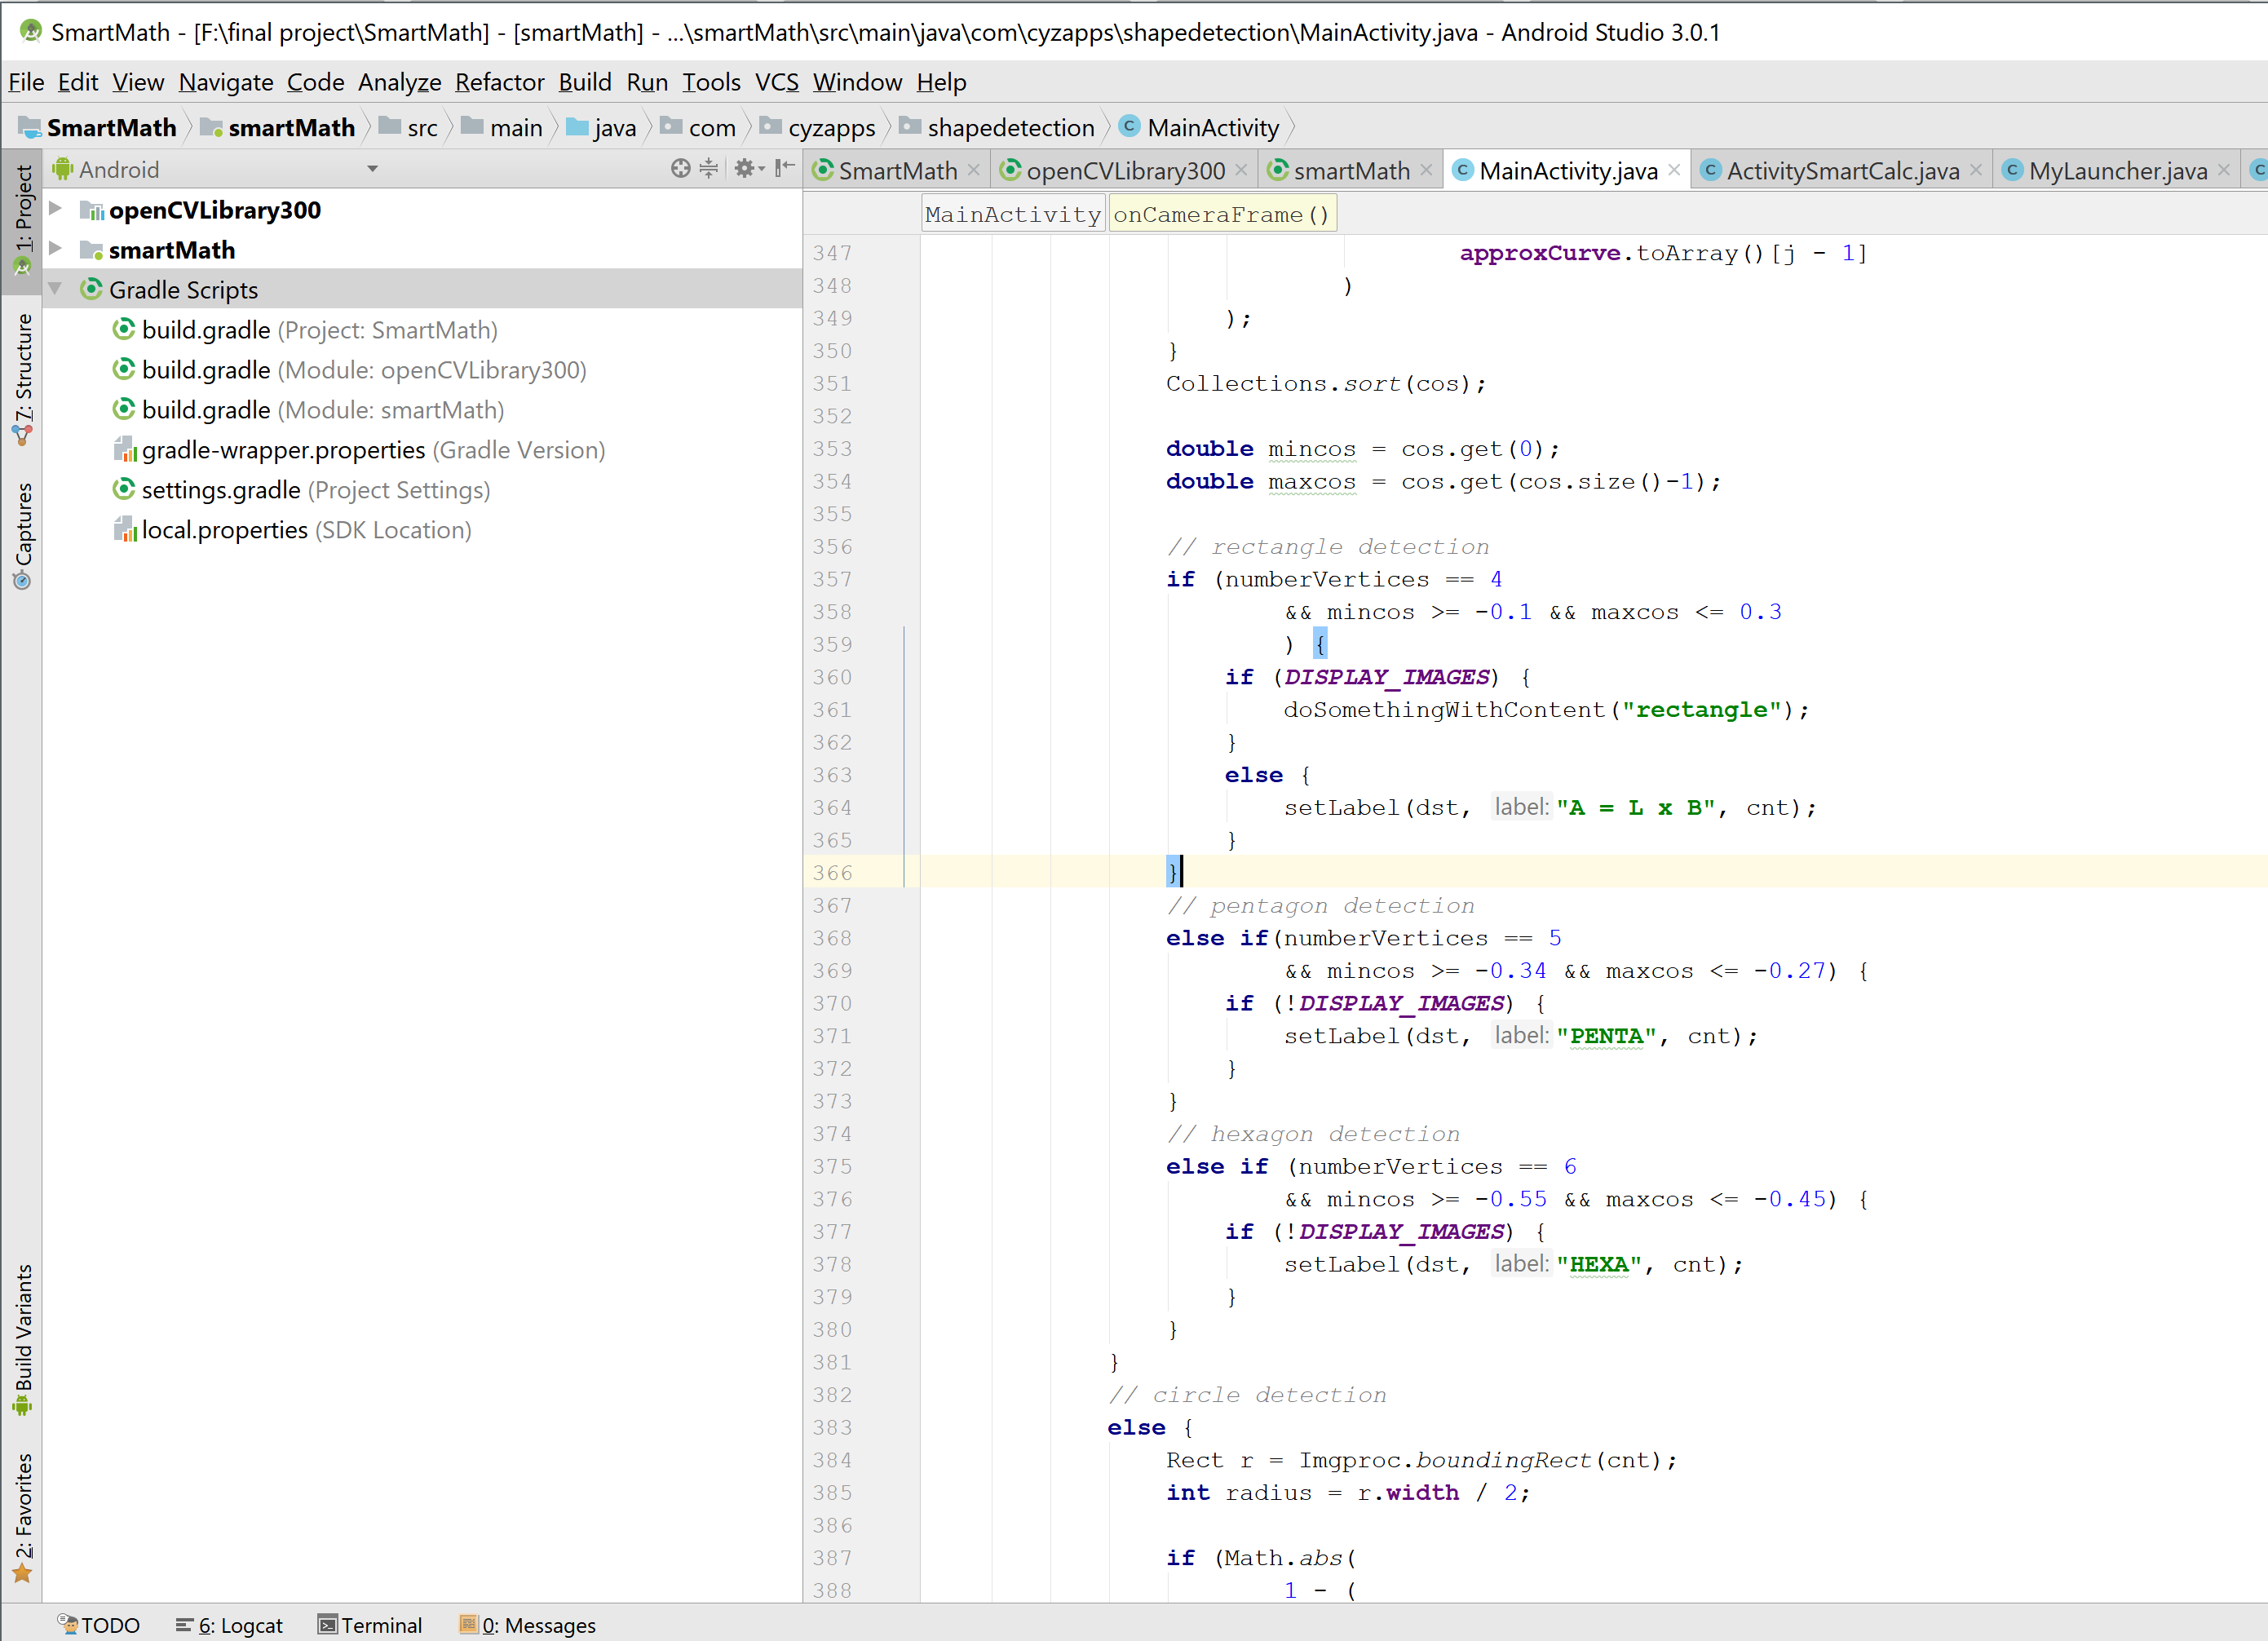 SmartMath - [F:\final project\SmartMath] - [smartMath] - ...\smartMath\src\main\java\com\cyzapps\shapedetection\MainActivity.java - Android Studio 3.0.1
File Edit View Navigate Code Analyze Refactor Build Run Tools VCS Window Help
SmartMath smartMath src main java com cyzapps shapedetection MainActivity
1: Project
7: Structure
Captures
Build Variants
2: Favorites
Android
openCVLibrary300
smartMath
Gradle Scripts
build.gradle (Project: SmartMath)
build.gradle (Module: openCVLibrary300)
build.gradle (Module: smartMath)
gradle-wrapper.properties (Gradle Version)
settings.gradle (Project Settings)
local.properties (SDK Location)
SmartMath openCVLibrary300 smartMath MainActivity.java ActivitySmartCalc.java MyLauncher.java
MainActivity onCameraFrame()
347 approxCurve.toArray()[j - 1]
348 )
349 );
350 }
351 Collections.sort(cos);
352
353 double mincos = cos.get(0);
354 double maxcos = cos.get(cos.size()-1);
355
356 // rectangle detection
357 if (numberVertices == 4
358 && mincos >= -0.1 && maxcos <= 0.3
359 ) {
360 if (DISPLAY_IMAGES) {
361 doSomethingWithContent("rectangle");
362 }
363 else {
364 setLabel(dst, label: "A = L x B", cnt);
365 }
366 }
367 // pentagon detection
368 else if(numberVertices == 5
369 && mincos >= -0.34 && maxcos <= -0.27) {
370 if (!DISPLAY_IMAGES) {
371 setLabel(dst, label: "PENTA", cnt);
372 }
373 }
374 // hexagon detection
375 else if (numberVertices == 6
376 && mincos >= -0.55 && maxcos <= -0.45) {
377 if (!DISPLAY_IMAGES) {
378 setLabel(dst, label: "HEXA", cnt);
379 }
380 }
381 }
382 // circle detection
383 else {
384 Rect r = Imgproc.boundingRect(cnt);
385 int radius = r.width / 2;
386
387 if (Math.abs(
388 1 - (
TODO 6: Logcat Terminal 0: Messages